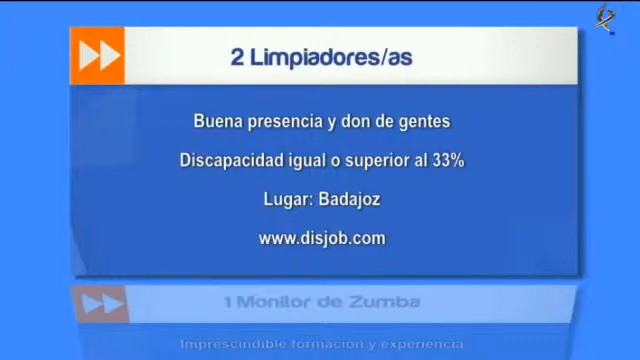 2 Limpiadores/as
Buena presencia y don de gentes
Discapacidad igual o superior al 33%
Lugar: Badajoz
www.disjob.com
1 Monitor de Zumba
Imprescindible formación y experiencia